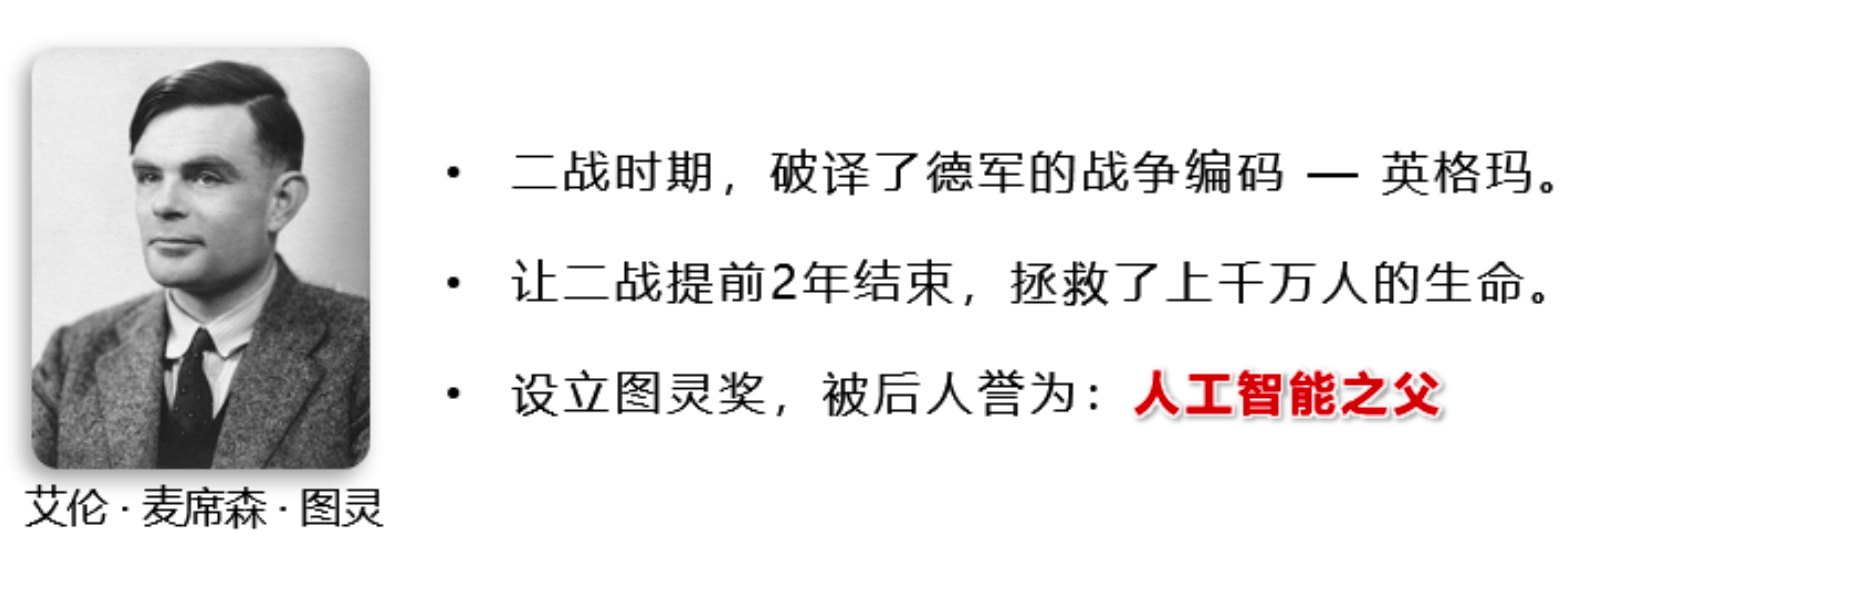 • 二战时期，破译了德军的战争编码 — 英格玛。
• 让二战提前2年结束，拯救了上千万人的生命。
• 设立图灵奖，被后人誉为：人工智能之父
艾伦 · 麦席森 · 图灵